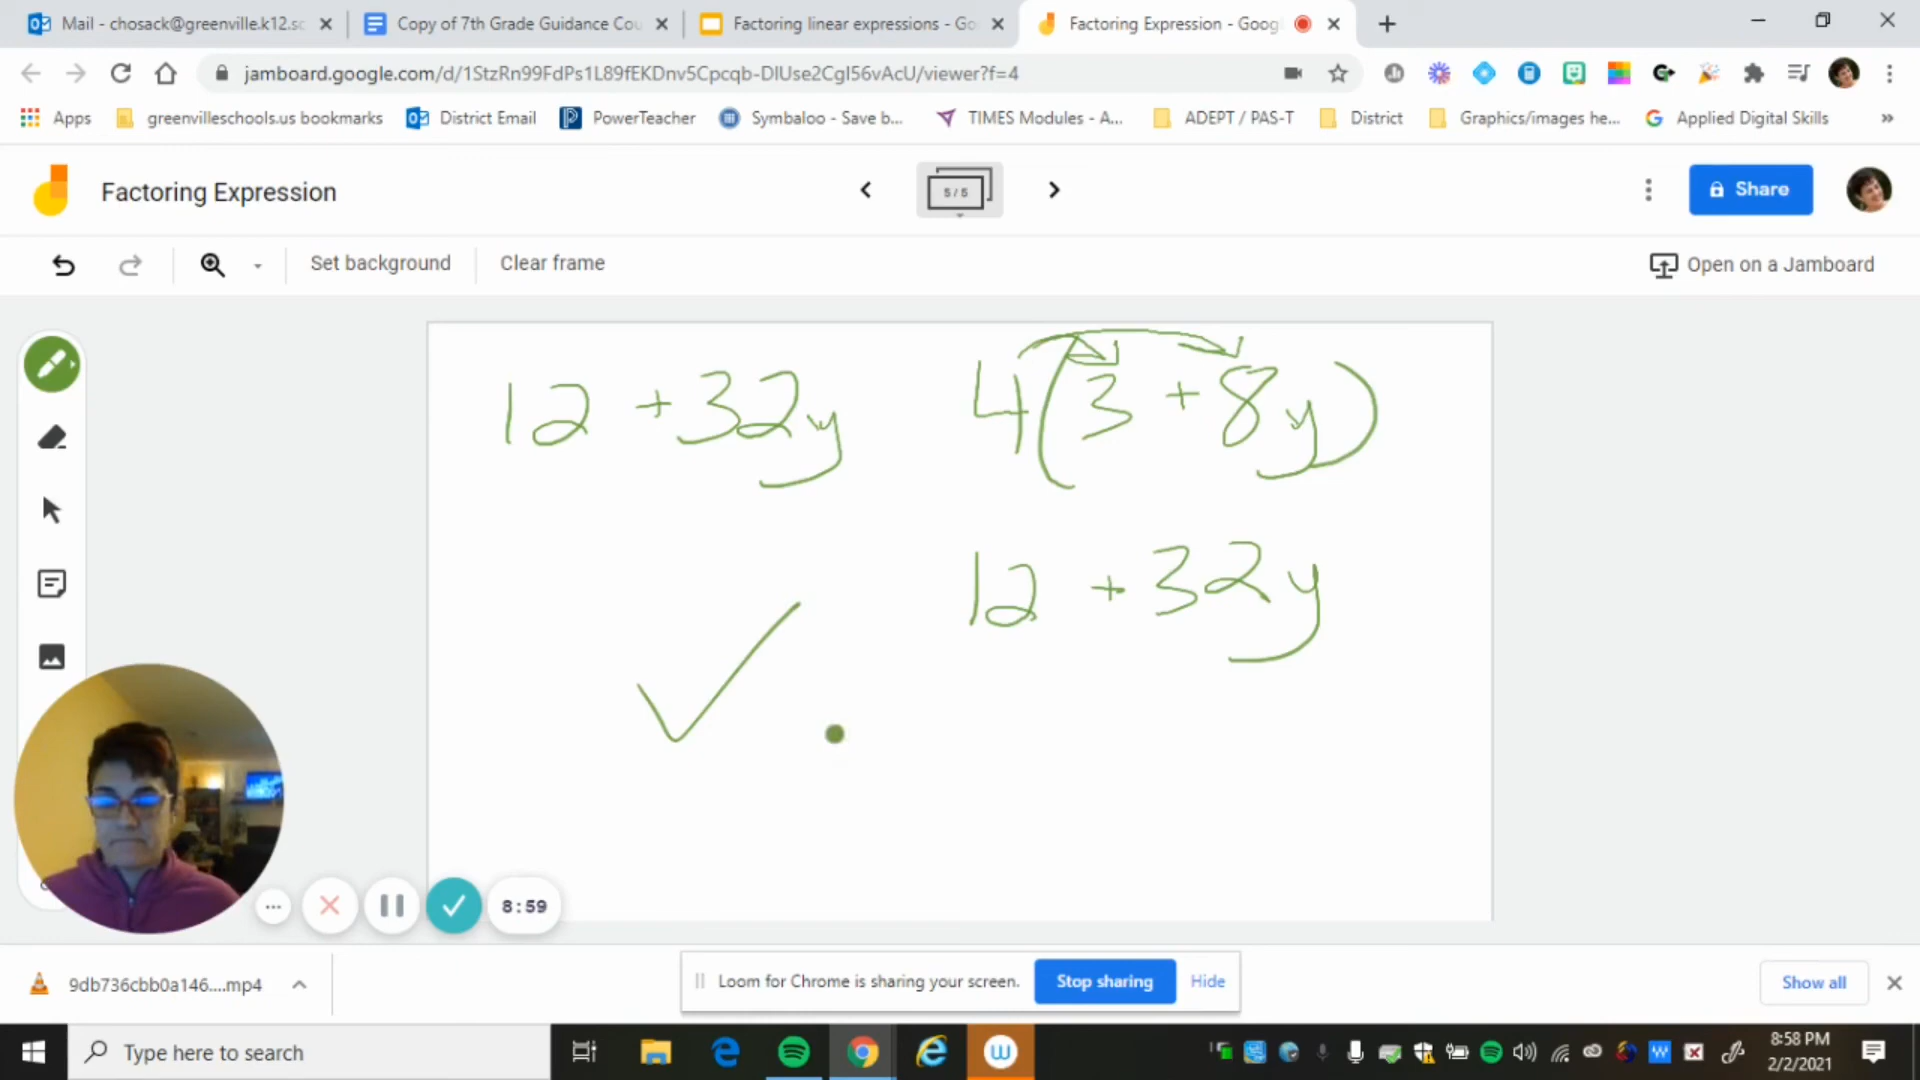 Mail - chosack@greenville.k12.sc
Copy of 7th Grade Guidance Cou
Factoring linear expressions - Go
Factoring Expression - Goog
jamboard.google.com/d/1StzRn99FdPs1L89fEKDnv5Cpcqb-DlUse2CgI56vAcU/viewer?f=4
Apps
greenvilleschools.us bookmarks
District Email
PowerTeacher
Symbaloo - Save b...
TIMES Modules - A...
ADEPT / PAS-T
District
Graphics/images he...
Applied Digital Skills
»
Factoring Expression
5 / 5
Share
Set background
Clear frame
Open on a Jamboard
12 + 32y
4(3 + 8y)
12 + 32y
8:59
9db736cbb0a146....mp4
Loom for Chrome is sharing your screen.
Stop sharing
Hide
Show all
Type here to search
8:58 PM
2/2/2021